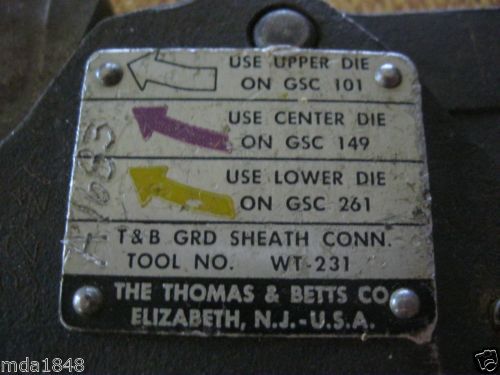 USE UPPER DIE
ON GSC 101
USE CENTER DIE
ON GSC 149
USE LOWER DIE
ON GSC 261
T&B GRD SHEATH CONN.
TOOL NO. WT-231
THE THOMAS & BETTS CO
ELIZABETH, N.J.-U.S.A.
mda1848